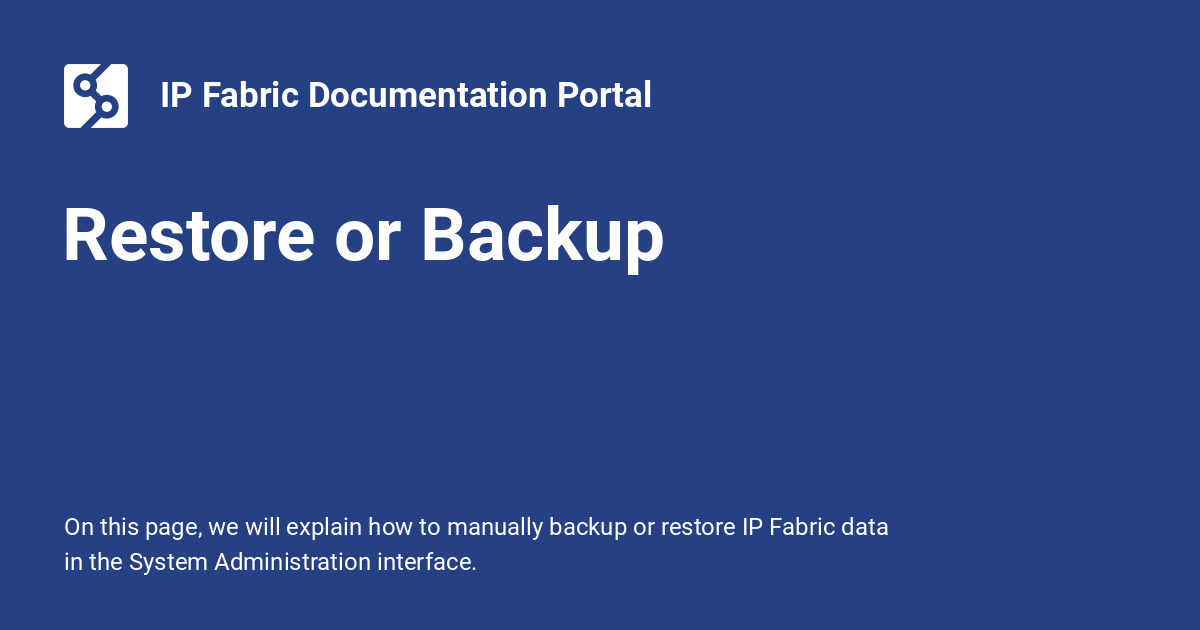 IP Fabric Documentation Portal
Restore or Backup
On this page, we will explain how to manually backup or restore IP Fabric data
in the System Administration interface.